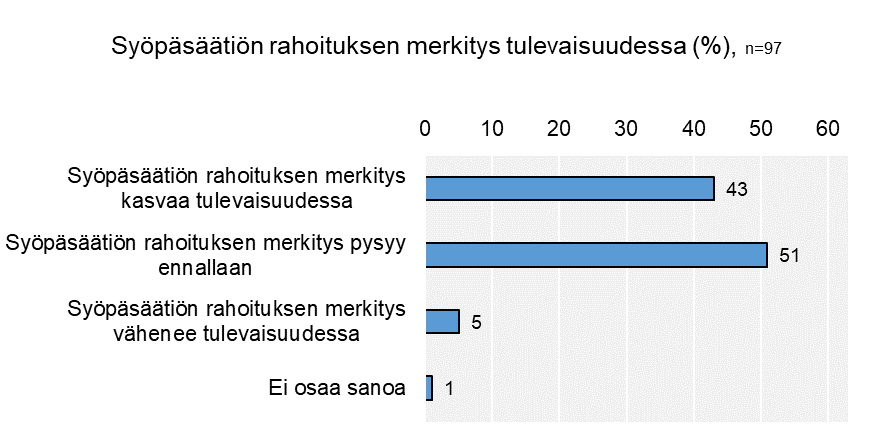 Syöpäsäätiön rahoituksen merkitys tulevaisuudessa (%), n=97
0 10 20 30 40 50 60
Syöpäsäätiön rahoituksen merkitys
kasvaa tulevaisuudessa
43
Syöpäsäätiön rahoituksen merkitys pysyy
ennallaan
51
Syöpäsäätiön rahoituksen merkitys
vähenee tulevaisuudessa
5
Ei osaa sanoa
1